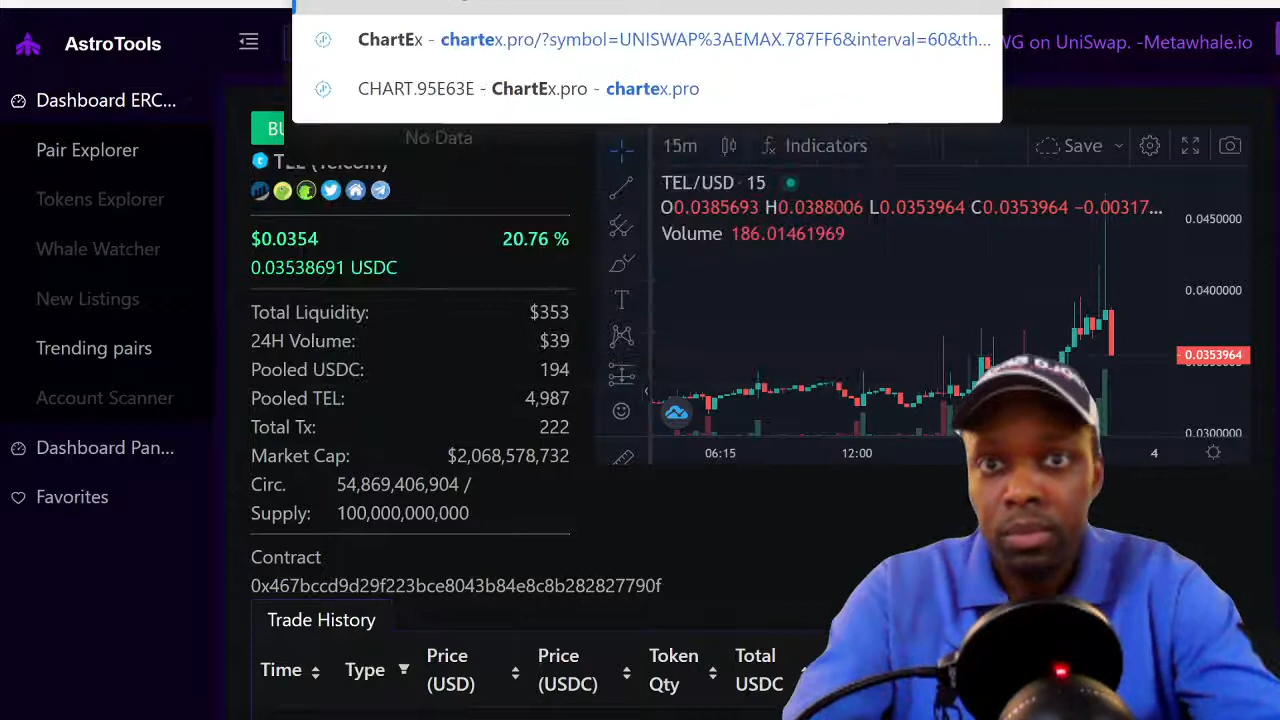 ChartEx - chartex.pro/?symbol=UNISWAP%3AEMAX.787FF6&interval=60&th...
CHART.95E63E - ChartEx.pro - chartex.pro
AstroTools
on UniSwap. -Metawhale.io
Dashboard ERC...
Pair Explorer
Tokens Explorer
Whale Watcher
New Listings
Trending pairs
Account Scanner
Dashboard Pan...
Favorites
No Data
$0.0354 20.76 %
0.03538691 USDC
Total Liquidity: $353
24H Volume: $39
Pooled USDC: 194
Pooled TEL: 4,987
Total Tx: 222
Market Cap: $2,068,578,732
Circ. 54,869,406,904 /
Supply: 100,000,000,000
Contract
0x467bccd9d29f223bce8043b84e8c8b282827790f
Trade History
Time Type Price (USD) Price (USDC) Token Qty Total USDC
15m Indicators Save
TEL/USD · 15
O0.0385693 H0.0388006 L0.0353964 C0.0353964 −0.00317...
Volume 186.01461969
0.0450000
0.0400000
0.0353964
0.0300000
06:15 12:00 4